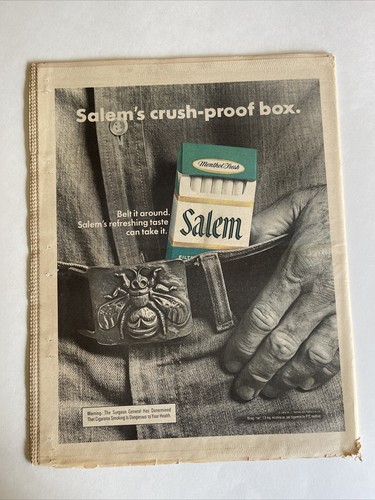 Salem's crush-proof box.
Menthol Fresh
Salem
FILT
Belt it around.
Salem's refreshing taste
can take it.
Warning: The Surgeon General Has Determined
That Cigarette Smoking Is Dangerous to Your Health.